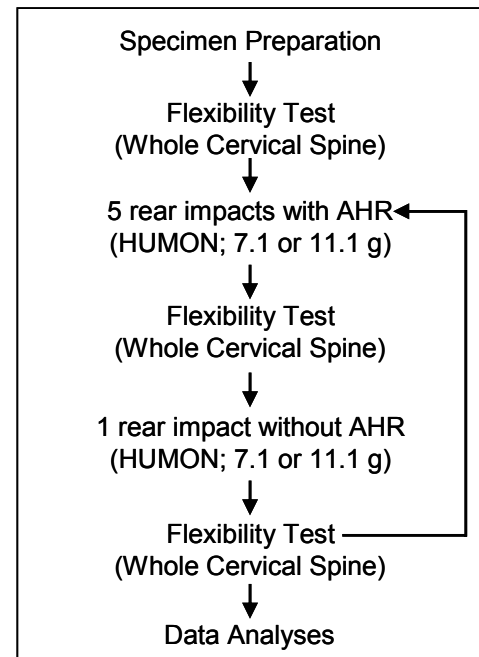 Specimen Preparation
Flexibility Test
(Whole Cervical Spine)
5 rear impacts with AHR
(HUMON; 7.1 or 11.1 g)
Flexibility Test
(Whole Cervical Spine)
1 rear impact without AHR
(HUMON; 7.1 or 11.1 g)
Flexibility Test
(Whole Cervical Spine)
Data Analyses